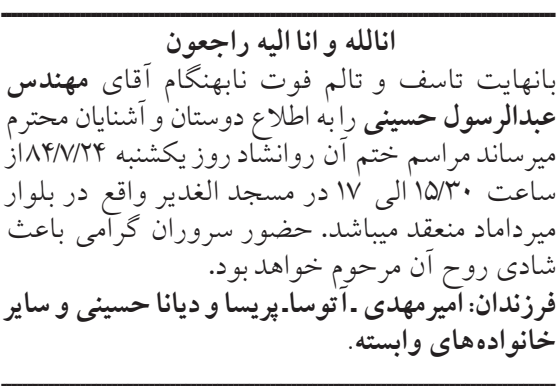 اناللّه و انا الیه راجعون
بانهایت تاسف و تالم فوت نابهنگام آقای مهندس
عبدالرسول حسینی را به اطلاع دوستان و آشنایان محترم
میرساند مراسم ختم آن روانشاد روز یکشنبه ۸۴/۷/۲۴ از
ساعت ۱۵/۳۰ الی ۱۷ در مسجد الغدیر واقع در بلوار
میرداماد منعقد میباشد. حضور سروران گرامی باعث
شادی روح آن مرحوم خواهد بود.
فرزندان: امیرمهدی ـ آتوسا ـ پریسا و دیانا حسینی و سایر
خانواده‌های وابسته.